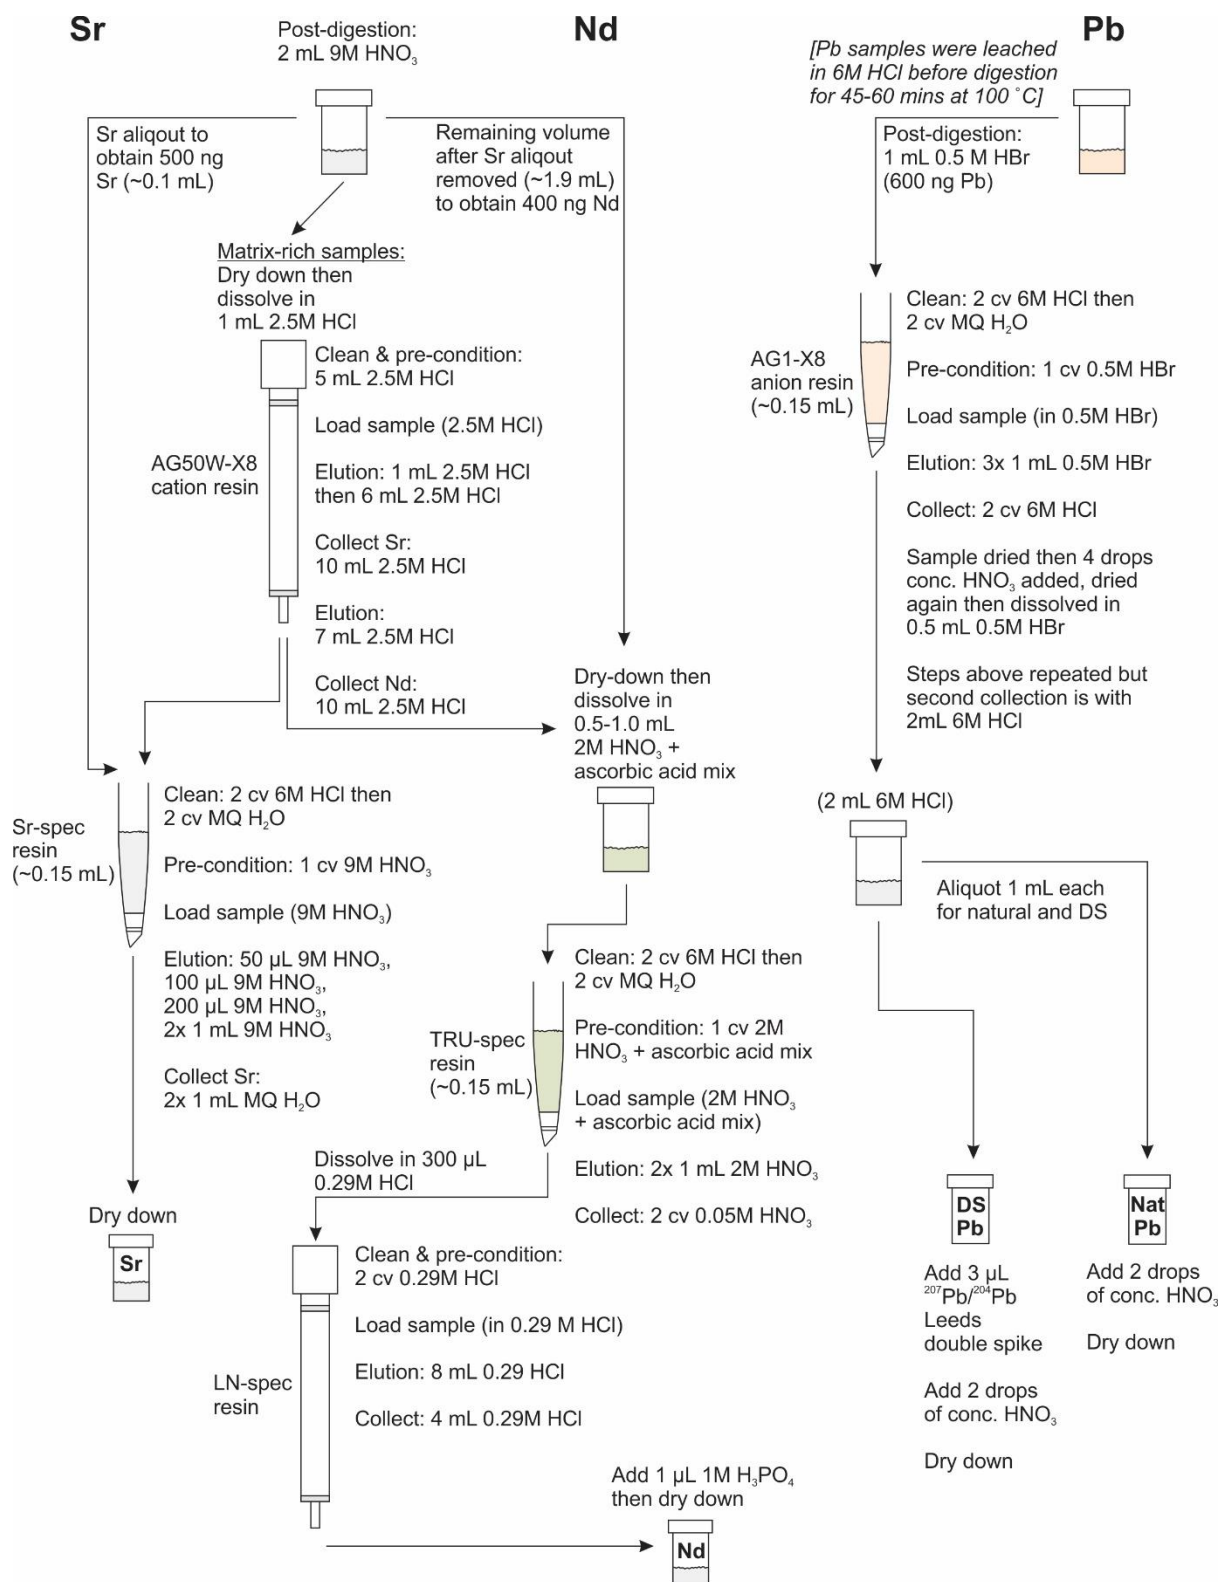 Sr
Post-digestion:
2 mL 9M HNO₃
Nd
Pb
[Pb samples were leached
in 6M HCl before digestion
for 45-60 mins at 100 ˚C]
Sr aliqout to
obtain 500 ng
Sr (~0.1 mL)
Remaining volume
after Sr aliqout
removed (~1.9 mL)
to obtain 400 ng Nd
Post-digestion:
1 mL 0.5 M HBr
(600 ng Pb)
Matrix-rich samples:
Dry down then
dissolve in
1 mL 2.5M HCl
AG50W-X8
cation resin
Clean & pre-condition:
5 mL 2.5M HCl
Load sample (2.5M HCl)
Elution: 1 mL 2.5M HCl
then 6 mL 2.5M HCl
Collect Sr:
10 mL 2.5M HCl
Elution:
7 mL 2.5M HCl
Collect Nd:
10 mL 2.5M HCl
AG1-X8
anion resin
(~0.15 mL)
Clean: 2 cv 6M HCl then
2 cv MQ H₂O
Pre-condition: 1 cv 0.5M HBr
Load sample (in 0.5M HBr)
Elution: 3x 1 mL 0.5M HBr
Collect: 2 cv 6M HCl
Sample dried then 4 drops
conc. HNO₃ added, dried
again then dissolved in
0.5 mL 0.5M HBr
Steps above repeated but
second collection is with
2mL 6M HCl
Dry-down then
dissolve in
0.5-1.0 mL
2M HNO₃ +
ascorbic acid mix
Sr-spec
resin
(~0.15 mL)
Clean: 2 cv 6M HCl then
2 cv MQ H₂O
Pre-condition: 1 cv 9M HNO₃
Load sample (9M HNO₃)
Elution: 50 µL 9M HNO₃,
100 µL 9M HNO₃,
200 µL 9M HNO₃,
2x 1 mL 9M HNO₃
Collect Sr:
2x 1 mL MQ H₂O
Dry down
Sr
TRU-spec
resin
(~0.15 mL)
Clean: 2 cv 6M HCl then
2 cv MQ H₂O
Pre-condition: 1 cv 2M
HNO₃ + ascorbic acid mix
Load sample (2M HNO₃
+ ascorbic acid mix)
Elution: 2x 1 mL 2M HNO₃
Collect: 2 cv 0.05M HNO₃
Dissolve in 300 µL
0.29M HCl
LN-spec
resin
Clean & pre-condition:
2 cv 0.29M HCl
Load sample (in 0.29 M HCl)
Elution: 8 mL 0.29 HCl
Collect: 4 mL 0.29M HCl
Add 1 µL 1M H₃PO₄
then dry down
Nd
(2 mL 6M HCl)
Aliquot 1 mL each
for natural and DS
DS
Pb
Add 3 µL
²⁰⁷Pb/²⁰⁴Pb
Leeds
double spike
Add 2 drops
of conc. HNO₃
Dry down
Nat
Pb
Add 2 drops
of conc. HNO₃
Dry down